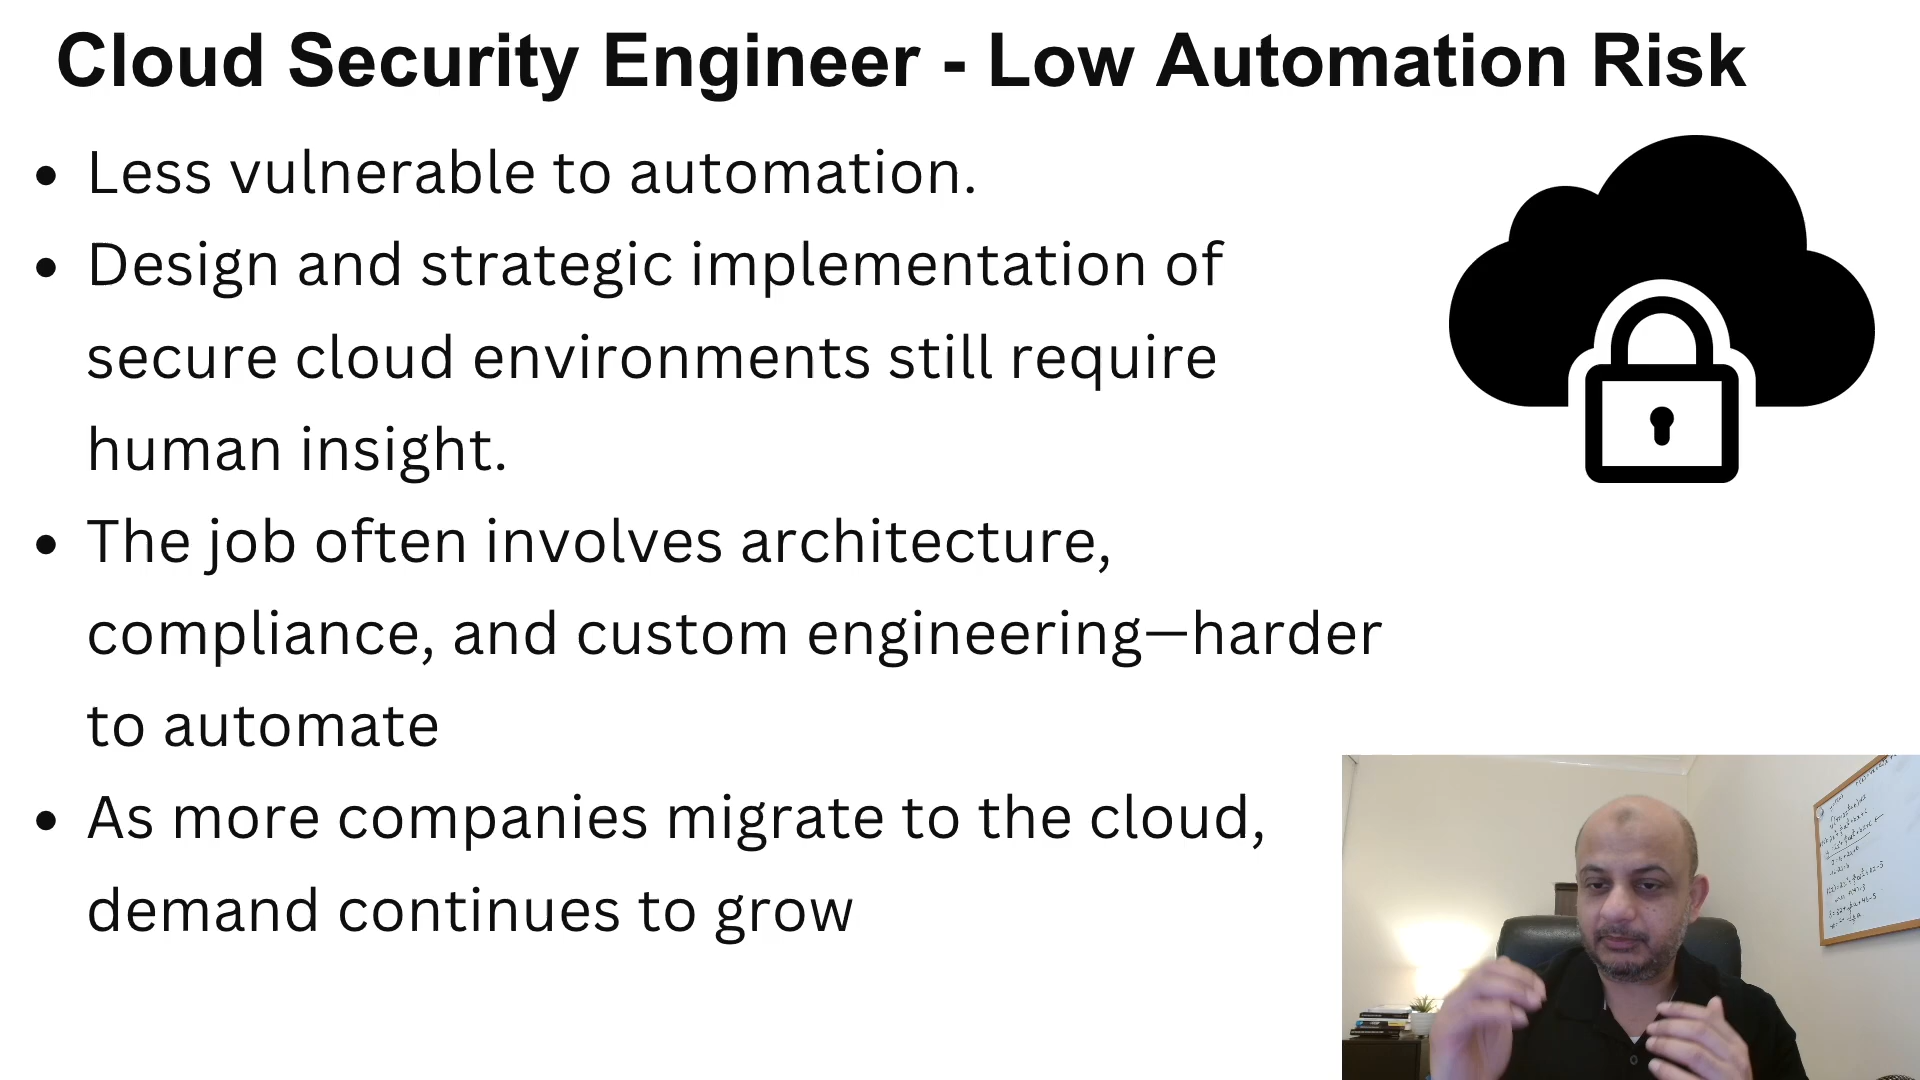 Cloud Security Engineer - Low Automation Risk
• Less vulnerable to automation.
• Design and strategic implementation of
secure cloud environments still require
human insight.
• The job often involves architecture,
compliance, and custom engineering—harder
to automate
• As more companies migrate to the cloud,
demand continues to grow